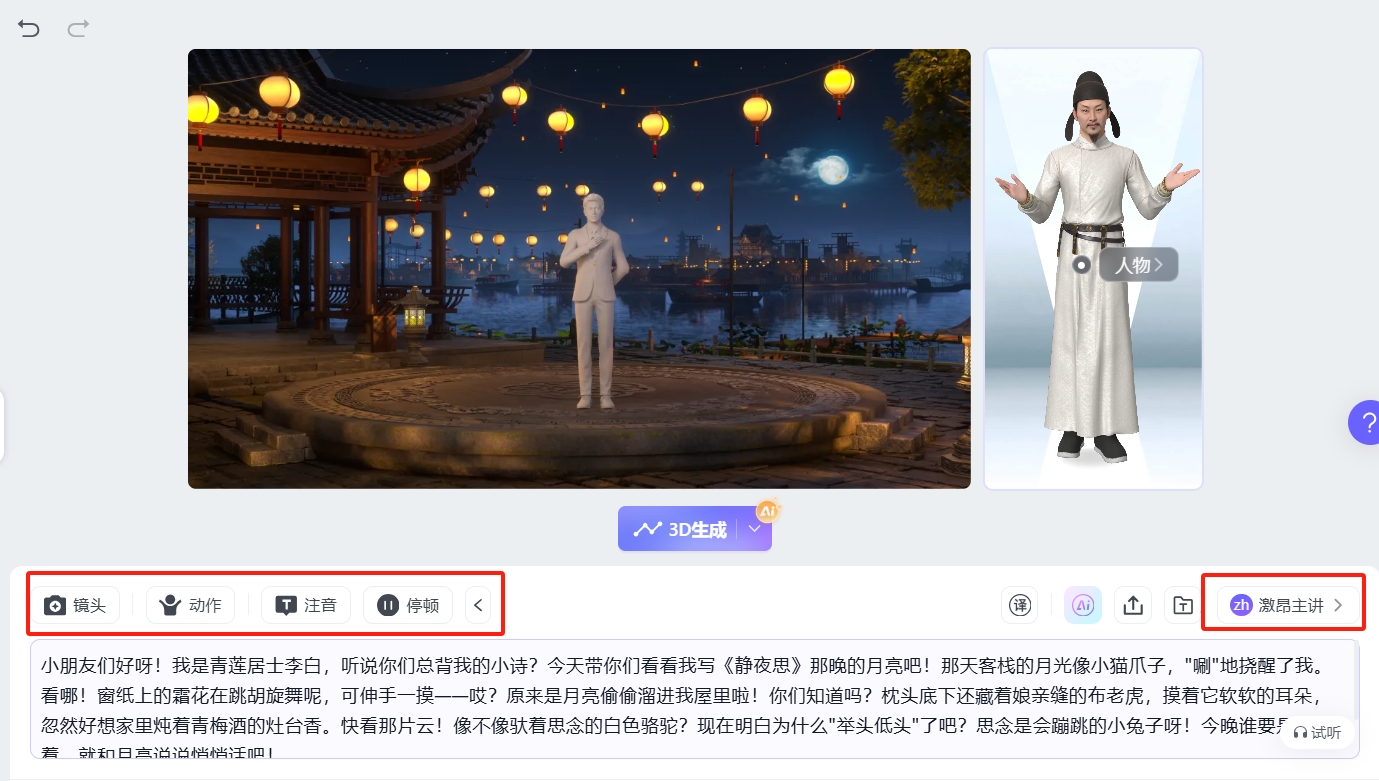 人物
Ai
3D生成
镜头
动作
T
注音
停顿
译
Ai
T
zh
激昂主讲
?
小朋友们好呀！我是青莲居士李白，听说你们总背我的小诗？今天带你们看看我写《静夜思》那晚的月亮吧！那天客栈的月光像小猫爪子，"唰"地挠醒了我。
看哪！窗纸上的霜花在跳胡旋舞呢，可伸手一摸——哎？原来是月亮偷偷溜进我屋里啦！你们知道吗？枕头底下还藏着娘亲缝的布老虎，摸着它软软的耳朵，
忽然好想家里炖着青梅酒的灶台香。快看那片云！像不像驮着思念的白色骆驼？现在明白为什么"举头低头"了吧？思念是会蹦跳的小兔子呀！今晚谁要是
着，就和月亮说说悄悄话吧！
试听